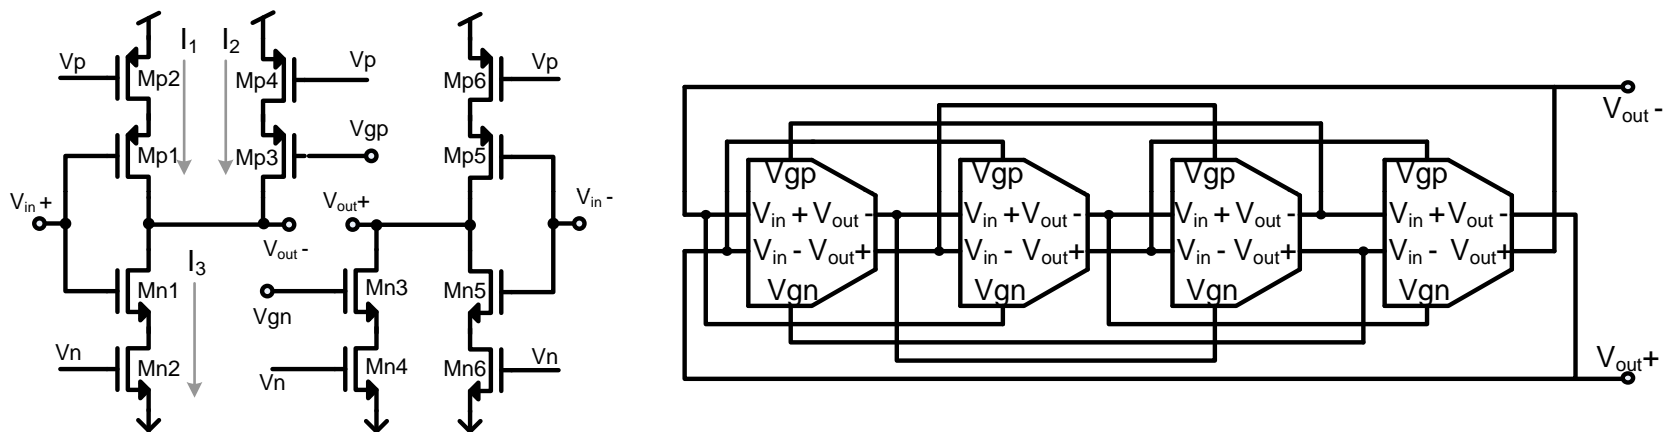 I1 I2
Vp Mp2 Mp4 Vp Mp6 Vp
Vgp
Mp1 Mp3 Mp5
Vin+ Vout- Vout+ Vin-
I3
Mn1 Mn3 Mn5
Vgn
Vn Mn2 Vn Mn4 Mn6 Vn
Vout-
Vgp Vgp Vgp Vgp
Vin+ Vout- Vin+ Vout- Vin+ Vout- Vin+ Vout-
Vin- Vout+ Vin- Vout+ Vin- Vout+ Vin- Vout+
Vgn Vgn Vgn Vgn
Vout+